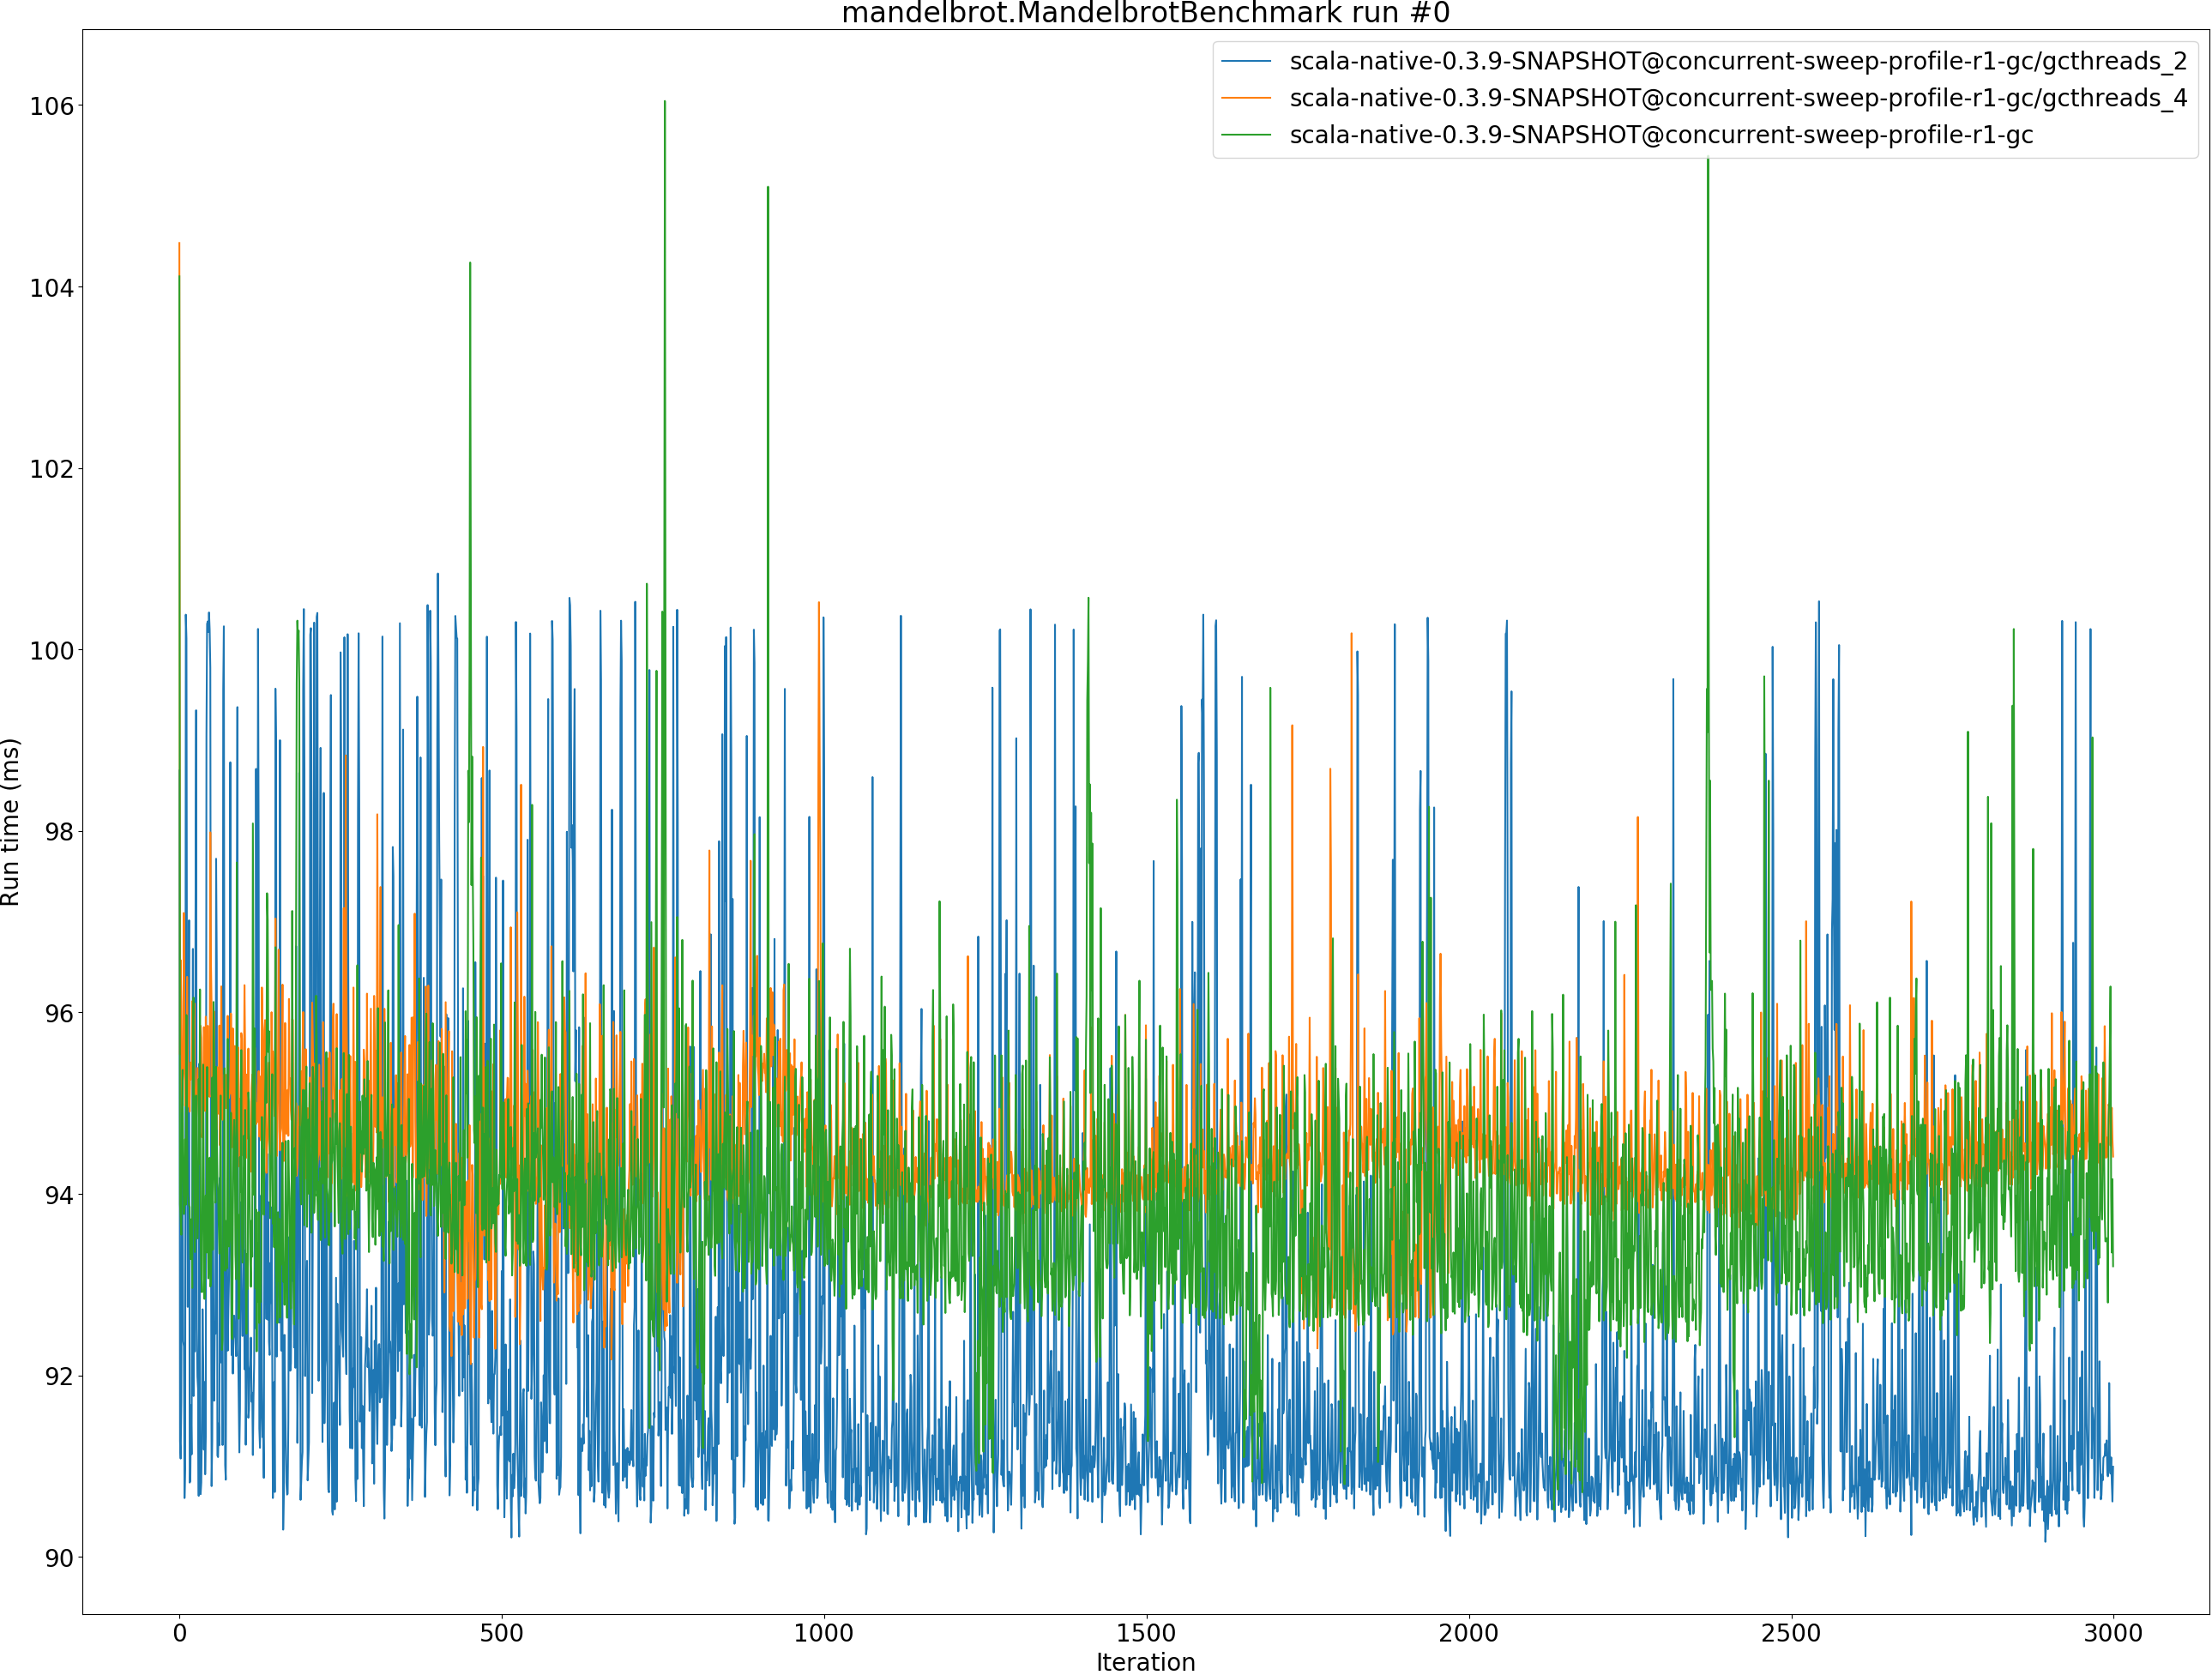 mandelbrot.MandelbrotBenchmark run #0
scala-native-0.3.9-SNAPSHOT@concurrent-sweep-profile-r1-gc/gcthreads_2
scala-native-0.3.9-SNAPSHOT@concurrent-sweep-profile-r1-gc/gcthreads_4
scala-native-0.3.9-SNAPSHOT@concurrent-sweep-profile-r1-gc
106
104
102
100
98
96
94
92
90
Run time (ms)
0
500
1000
1500
2000
2500
3000
Iteration